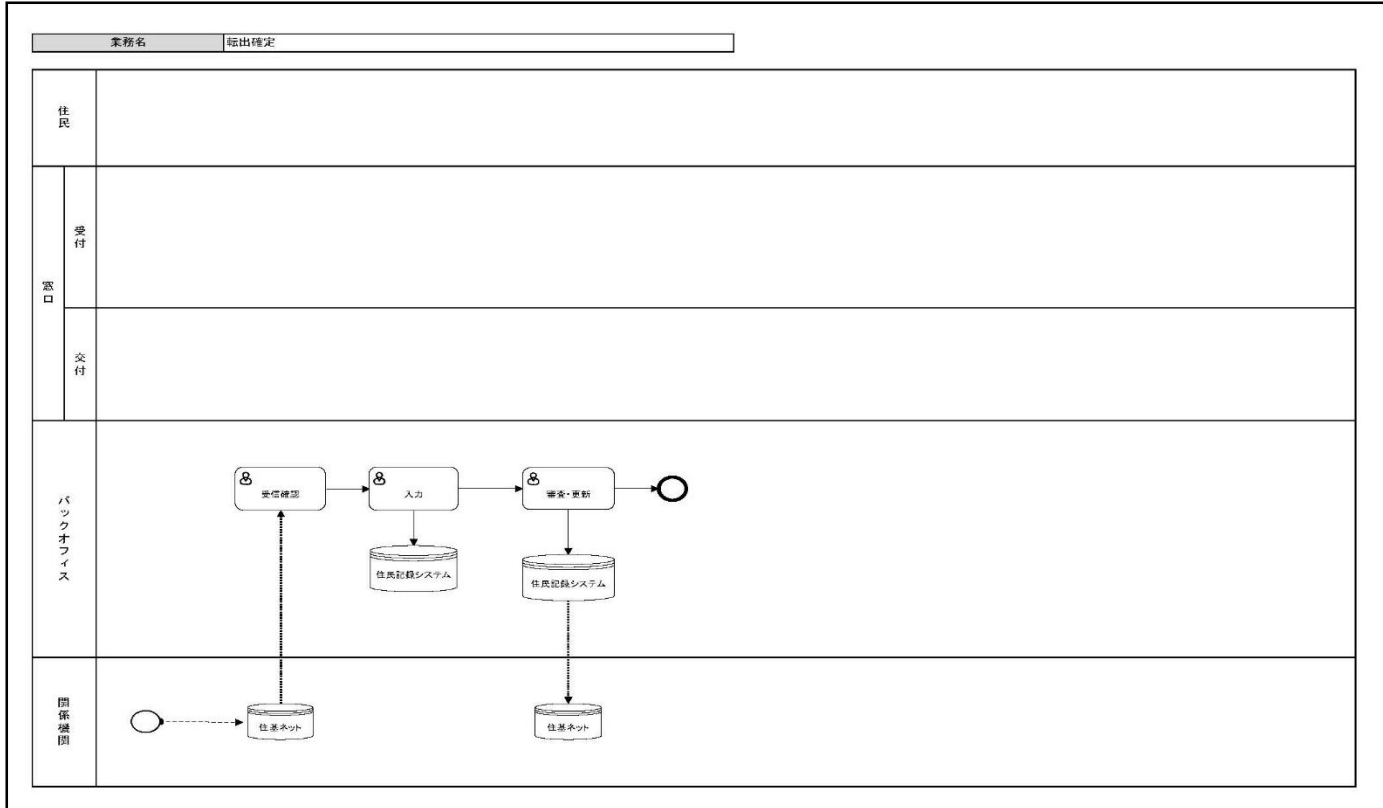 業務名 転出確定
住民
窓口
受付
交付
バックオフィス
受信確認
入力
審査・更新
住民記録システム
住民記録システム
関係機関
住基ネット
住基ネット